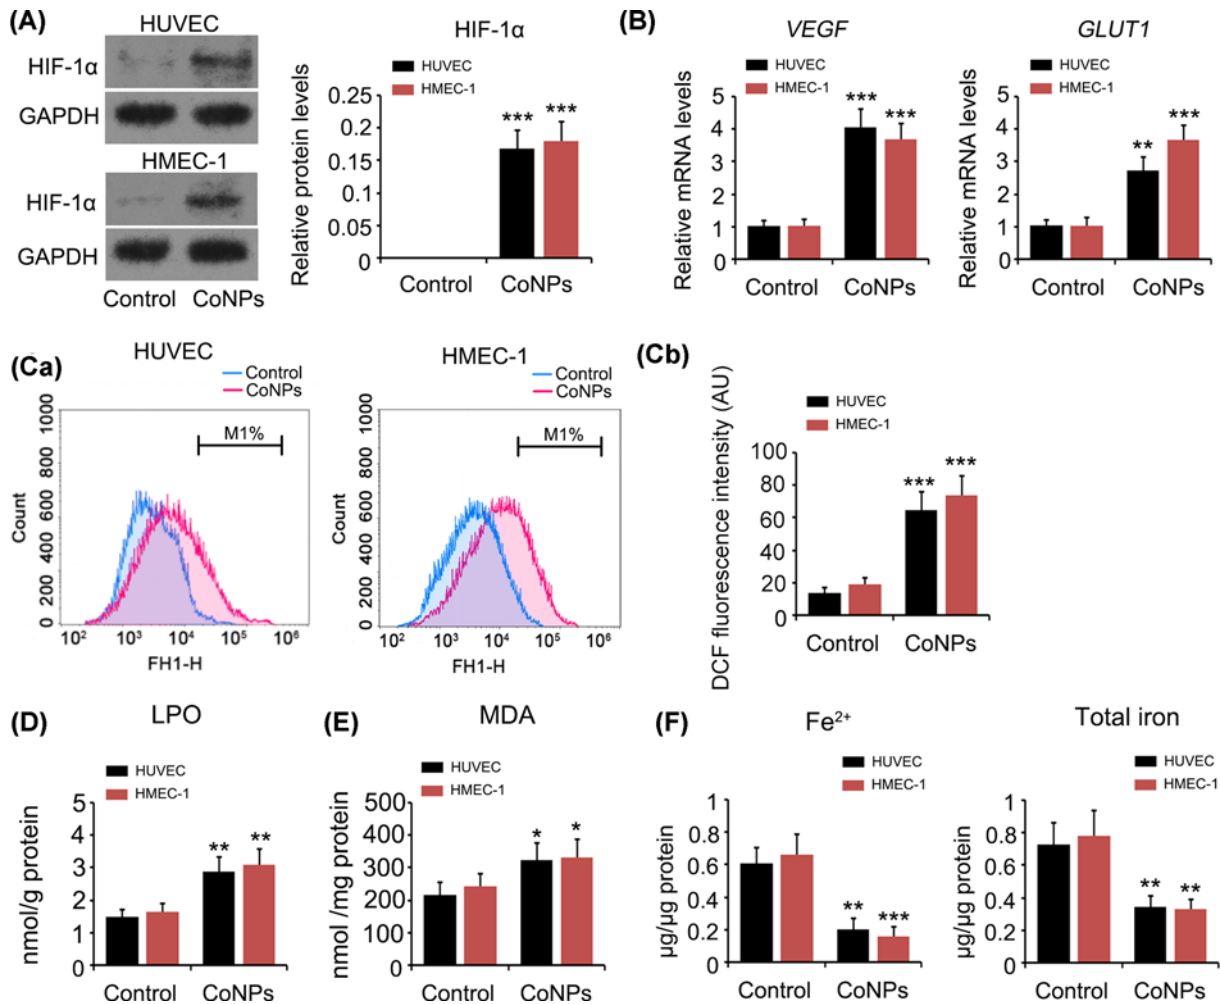 (A)
HUVEC
HIF-1α
GAPDH
HMEC-1
HIF-1α
GAPDH
Control CoNPs
HIF-1α
HUVEC
HMEC-1
Relative protein levels
0.25
0.2
0.15
0.1
0.05
0
*** ***
Control CoNPs
(B)
VEGF
HUVEC
HMEC-1
Relative mRNA levels
5
4
3
2
1
0
*** ***
Control CoNPs
GLUT1
HUVEC
HMEC-1
Relative mRNA levels
5
4
3
2
1
0
** ***
Control CoNPs
(Ca)
HUVEC
Control
CoNPs
M1%
Count
1000
800
600
400
200
0
10² 10³ 10⁴ 10⁵ 10⁶
FH1-H
HMEC-1
Control
CoNPs
M1%
Count
1000
800
600
400
200
0
10² 10³ 10⁴ 10⁵ 10⁶
FH1-H
(Cb)
HUVEC
HMEC-1
DCF fluorescence intensity (AU)
100
80
60
40
20
0
*** ***
Control CoNPs
(D)
LPO
HUVEC
HMEC-1
nmol/g protein
5
4
3
2
1
0
** **
Control CoNPs
(E)
MDA
HUVEC
HMEC-1
nmol /mg protein
500
400
300
200
100
0
* *
Control CoNPs
(F)
Fe²⁺
HUVEC
HMEC-1
µg/µg protein
1
0.8
0.6
0.4
0.2
0
** ***
Control CoNPs
Total iron
HUVEC
HMEC-1
µg/µg protein
1
0.8
0.6
0.4
0.2
0
** **
Control CoNPs